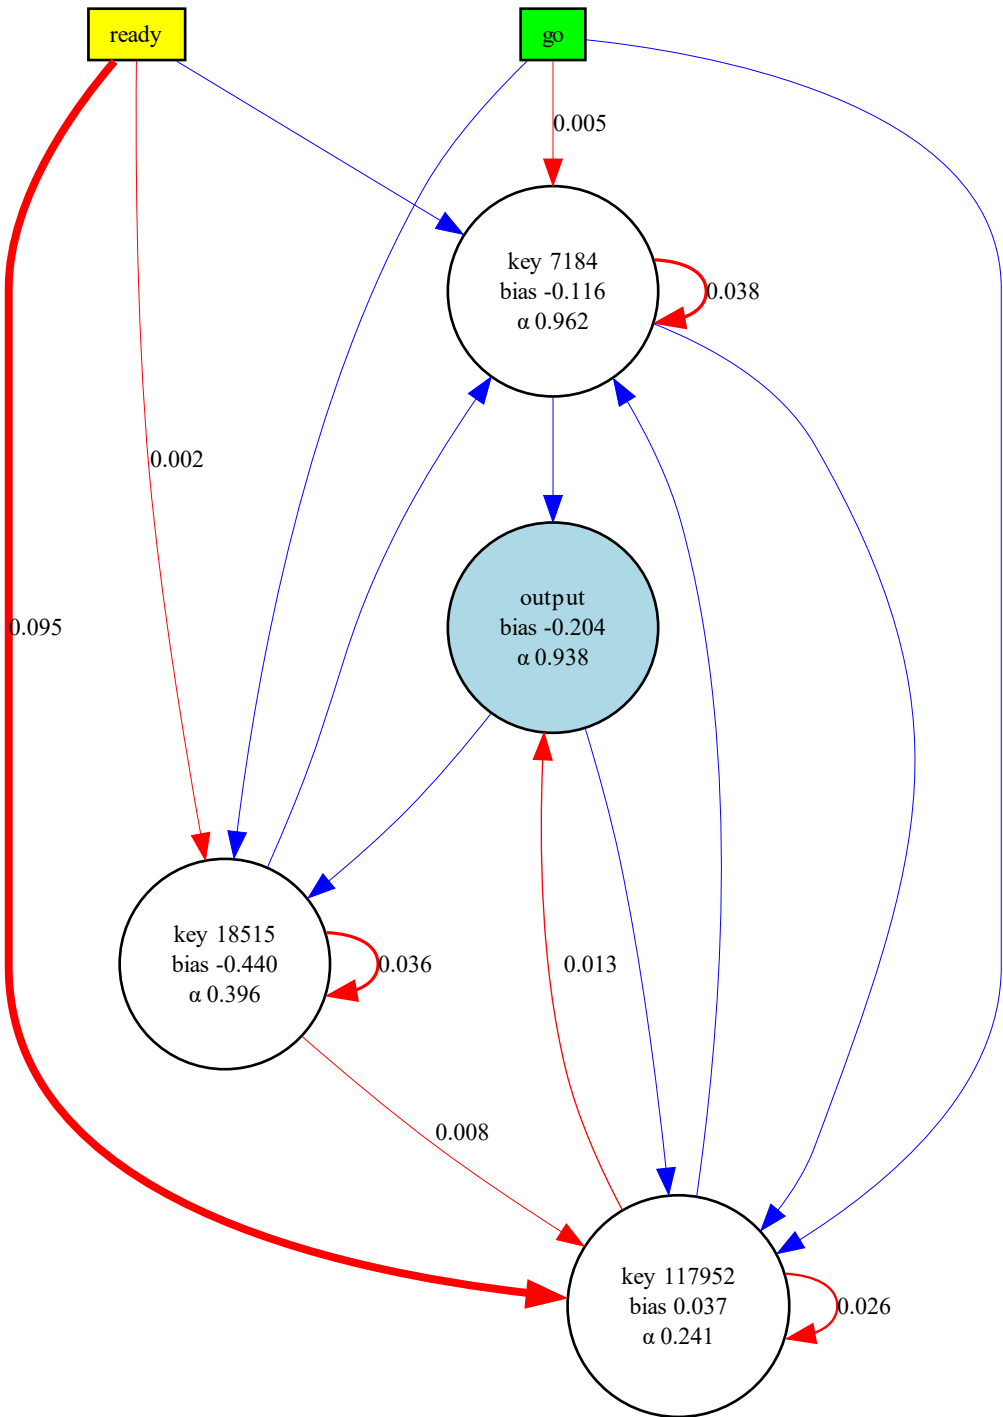 ready
go
0.005
key 7184
bias -0.116
α 0.962
0.038
0.002
output
bias -0.204
α 0.938
0.095
key 18515
bias -0.440
α 0.396
0.036
0.013
0.008
key 117952
bias 0.037
α 0.241
0.026